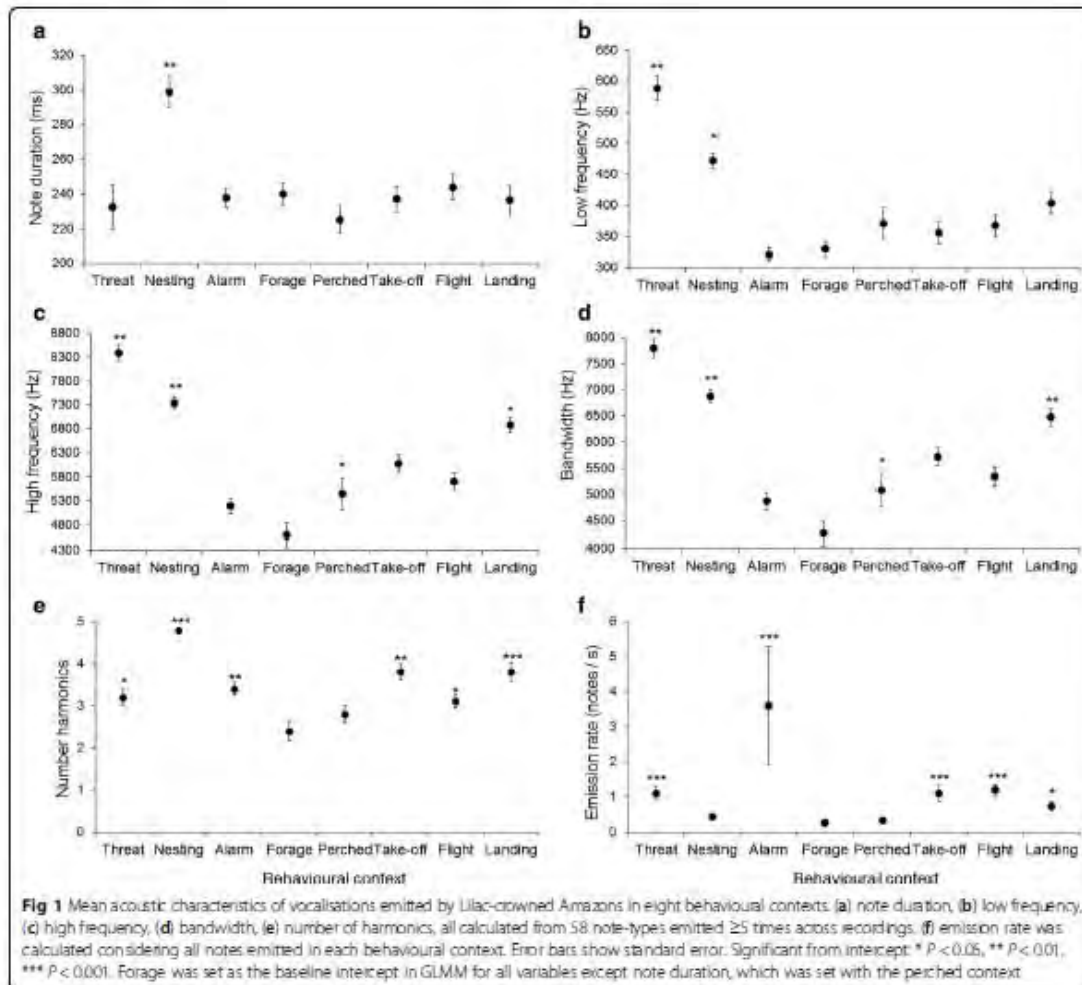 a
b
320
300
280
260
240
220
200
Note duration (ms)
**
Threat Nesting Alarm Forage Perched Take-off Flight Landing
650
600
550
500
450
400
350
300
Low frequency (Hz)
**
*
Threat Nesting Alarm Forage Perched Take-off Flight Landing
c
d
8800
8300
7800
7300
6800
6300
5800
5300
4800
4300
High frequency (Hz)
**
**
*
*
Threat Nesting Alarm Forage Perched Take-off Flight Landing
8000
7500
7000
6500
6000
5500
5000
4500
4000
Bandwidth (Hz)
**
**
*
**
Threat Nesting Alarm Forage Perched Take-off Flight Landing
e
f
5
4
3
2
1
0
Number harmonics
*
***
**
**
*
***
Threat Nesting Alarm Forage Perched Take-off Flight Landing
Behavioural context
6
5
4
3
2
1
0
Emission rate (notes / s)
***
***
***
***
*
Threat Nesting Alarm Forage Perched Take-off Flight Landing
Behavioural context
Fig 1 Mean acoustic characteristics of vocalisations emitted by Lilac-crowned Amazons in eight behavioural contexts. (a) note duration, (b) low frequency,
(c) high frequency, (d) bandwidth, (e) number of harmonics, all calculated from 58 note-types emitted ≥5 times across recordings. (f) emission rate was
calculated considering all notes emitted in each behavioural context. Error bars show standard error. Significant from intercept: * P < 0.05, ** P < 0.01,
*** P < 0.001. Forage was set as the baseline intercept in GLMM for all variables except note duration, which was set with the perched context